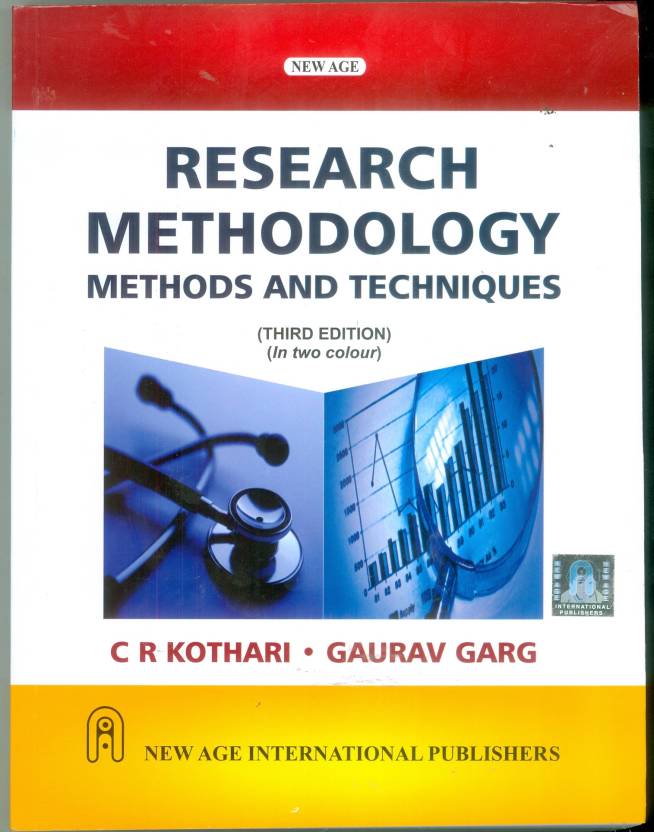 NEW AGE
RESEARCH
METHODOLOGY
METHODS AND TECHNIQUES
(THIRD EDITION)
(In two colour)
INTERNATIONAL
PUBLISHERS
C R KOTHARI • GAURAV GARG
NEW AGE INTERNATIONAL PUBLISHERS